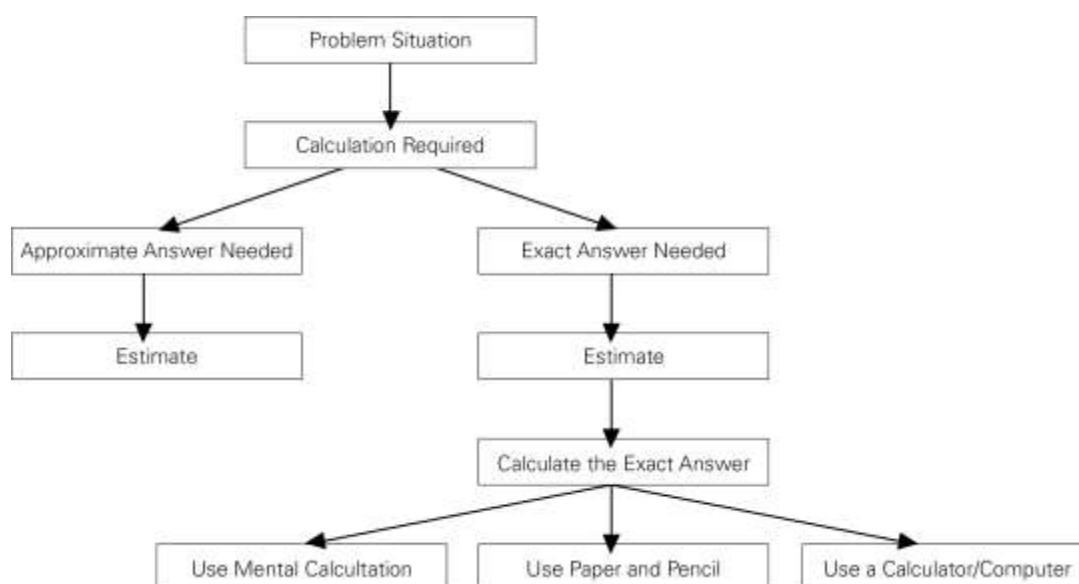 Problem Situation
Calculation Required
Approximate Answer Needed
Exact Answer Needed
Estimate
Estimate
Calculate the Exact Answer
Use Mental Calcultation
Use Paper and Pencil
Use a Calculator/Computer